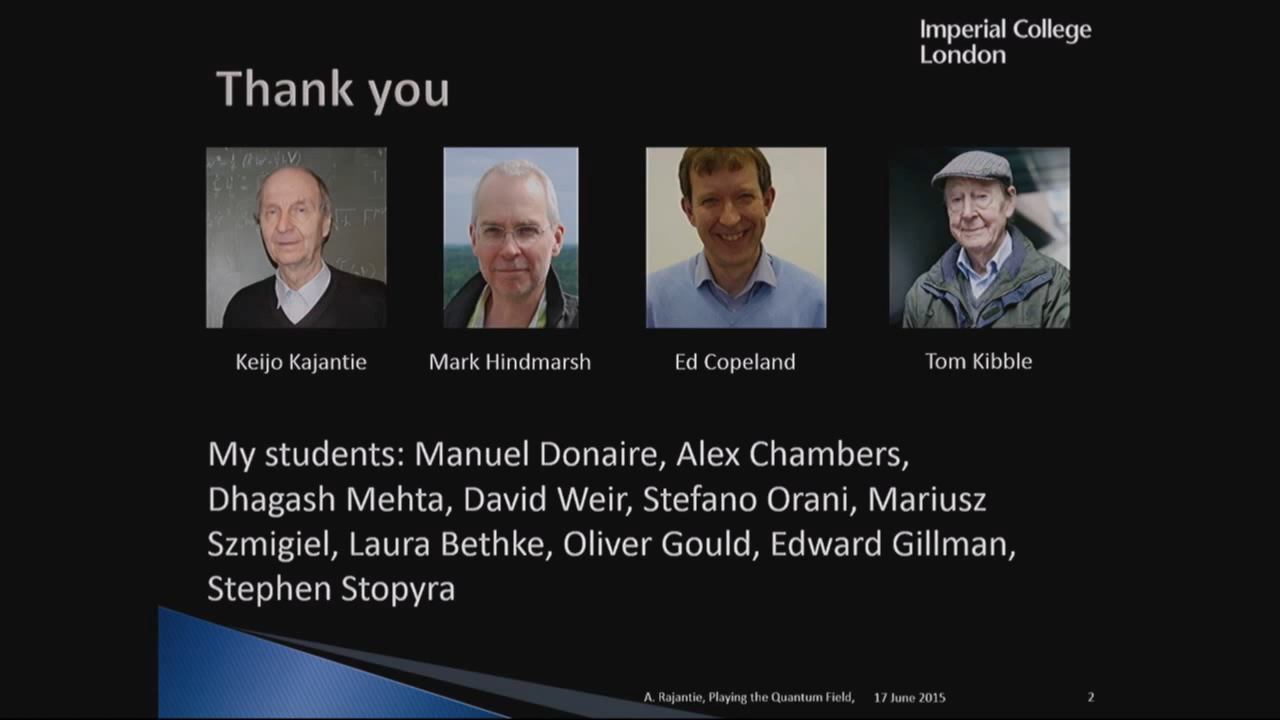 Imperial College
London
Thank you
Keijo Kajantie
Mark Hindmarsh
Ed Copeland
Tom Kibble
My students: Manuel Donaire, Alex Chambers,
Dhagash Mehta, David Weir, Stefano Orani, Mariusz
Szmigiel, Laura Bethke, Oliver Gould, Edward Gillman,
Stephen Stopyra
A. Rajantie, Playing the Quantum Field, 17 June 2015 2